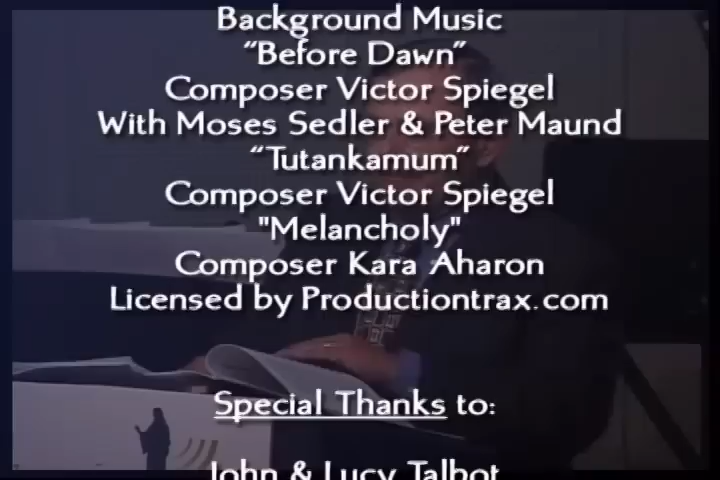 Background Music
“Before Dawn”
Composer Victor Spiegel
With Moses Sedler & Peter Maund
“Tutankamum”
Composer Victor Spiegel
"Melancholy"
Composer Kara Aharon
Licensed by Productiontrax.com
Special Thanks to:
John & Lucy Talbot